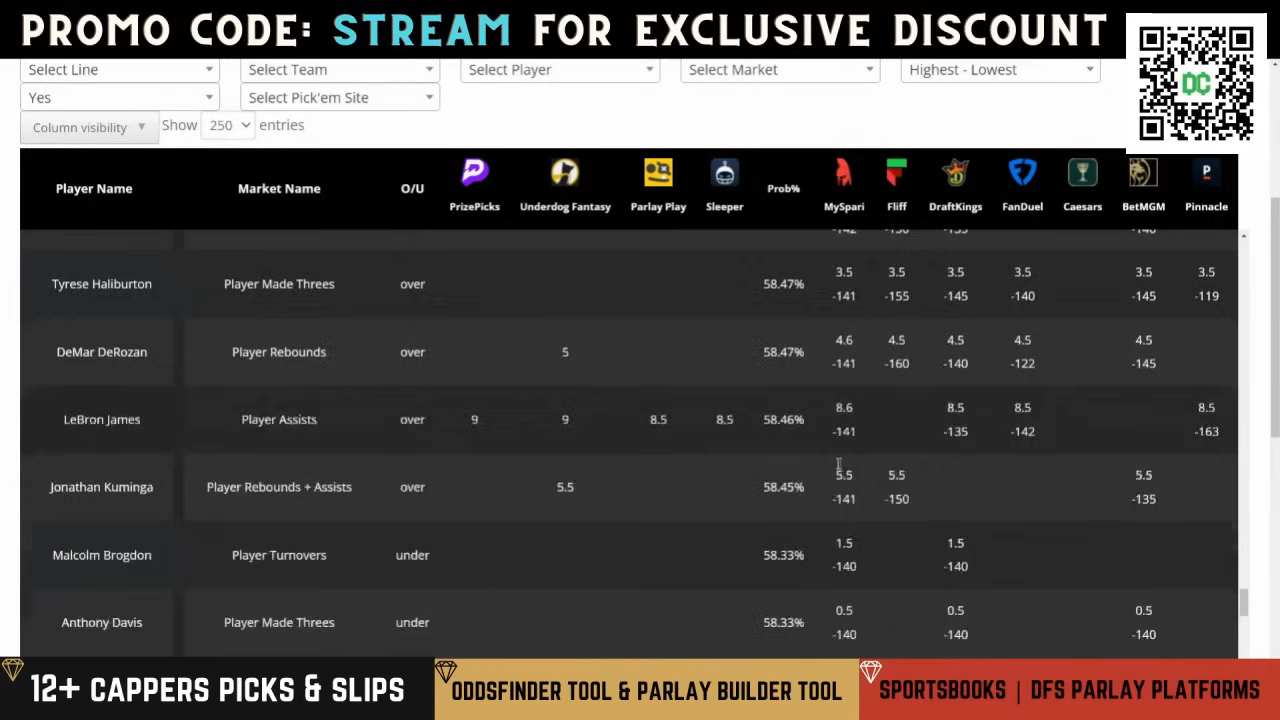 PROMO CODE: STREAM FOR EXCLUSIVE DISCOUNT
DC
Select Line Select Team Select Player Select Market Highest - Lowest
Yes Select Pick'em Site
Column visibility Show 250 entries
Player Name Market Name O/U PrizePicks Underdog Fantasy Parlay Play Sleeper Prob% MySpari Fliff DraftKings FanDuel Caesars BetMGM Pinnacle
Tyrese Haliburton Player Made Threes over 58.47% 3.5 3.5 3.5 3.5 3.5 3.5
-141 -155 -145 -140 -145 -119
DeMar DeRozan Player Rebounds over 5 58.47% 4.6 4.5 4.5 4.5 4.5
-141 -160 -140 -122 -145
LeBron James Player Assists over 9 9 8.5 8.5 58.46% 8.6 8.5 8.5 8.5
-141 -135 -142 -163
Jonathan Kuminga Player Rebounds + Assists over 5.5 58.45% 5.5 5.5 5.5
-141 -150 -135
Malcolm Brogdon Player Turnovers under 58.33% 1.5 1.5
-140 -140
Anthony Davis Player Made Threes under 58.33% 0.5 0.5 0.5
-140 -140 -140
12+ CAPPERS PICKS & SLIPS
ODDSFINDER TOOL & PARLAY BUILDER TOOL
SPORTSBOOKS | DFS PARLAY PLATFORMS